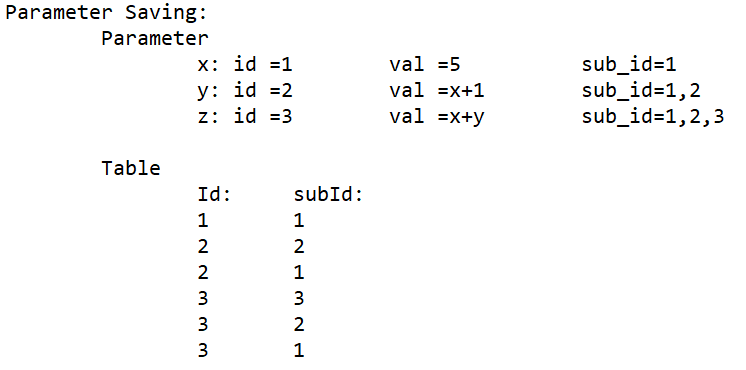 Parameter Saving:
Parameter
x: id =1 val =5 sub_id=1
y: id =2 val =x+1 sub_id=1,2
z: id =3 val =x+y sub_id=1,2,3
Table
Id: subId:
1 1
2 2
2 1
3 3
3 2
3 1